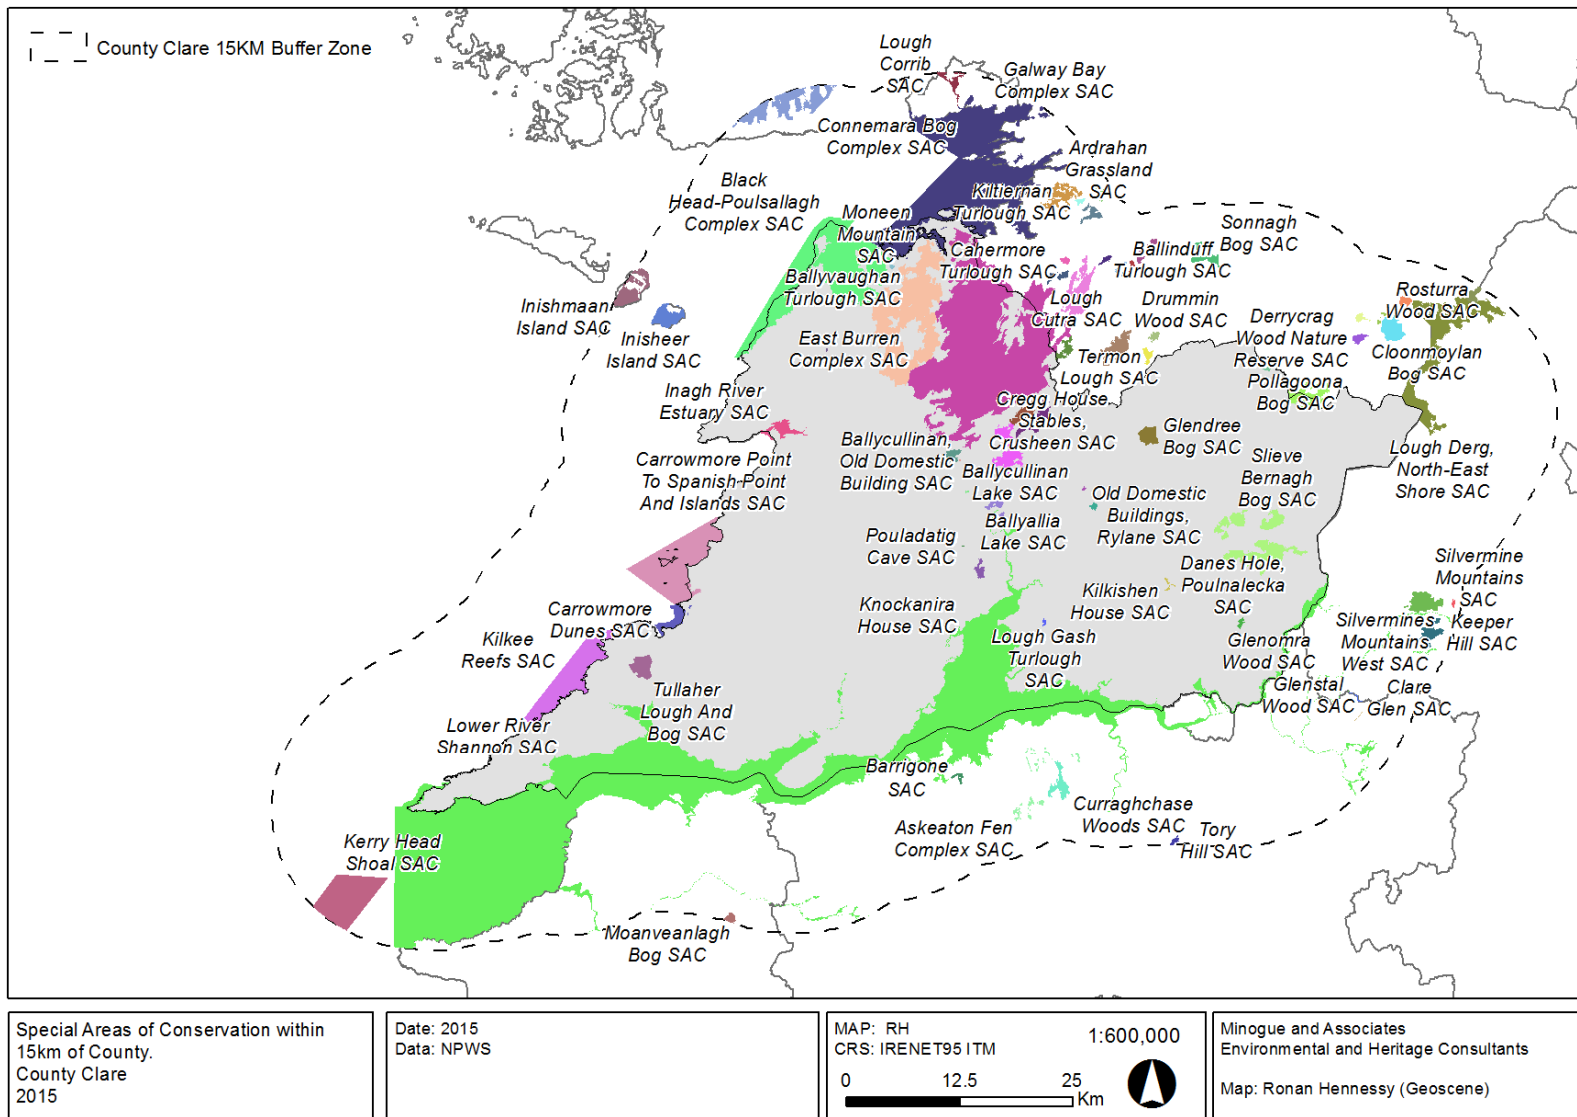 County Clare 15KM Buffer Zone
Lough
Corrib
SAC
Galway Bay
Complex SAC
Connemara Bog
Complex SAC
Ardrahan
Grassland
SAC
Black
Head-Poulsallagh
Complex SAC
Kiltiernan
Turlough SAC
Moneen
Mountain
SAC
Sonnagh
Bog SAC
Cahermore
Turlough SAC
Ballinduff
Turlough SAC
Ballyvaughan
Turlough SAC
Inishmaan
Island SAC
Inisheer
Island SAC
Lough
Cutra SAC
Drummin
Wood SAC
Rosturra
Wood SAC
Derrycrag
Wood Nature
Reserve SAC
Cloonmoylan
Bog SAC
East Burren
Complex SAC
Termon
Lough SAC
Pollagoona
Bog SAC
Inagh River
Estuary SAC
Cregg House
Stables,
Crusheen SAC
Glendree
Bog SAC
Ballycullinan,
Old Domestic
Building SAC
Lough Derg,
North-East
Shore SAC
Carrowmore Point
To Spanish Point
And Islands SAC
Ballycullinan
Lake SAC
Slieve
Bernagh
Bog SAC
Old Domestic
Buildings,
Rylane SAC
Ballyallia
Lake SAC
Pouladatig
Cave SAC
Danes Hole,
Poulnalecka
SAC
Silvermine
Mountains
SAC
Kilkishen
House SAC
Knockanira
House SAC
Carrowmore
Dunes SAC
Kilkee
Reefs SAC
Lough Gash
Turlough
SAC
Glenomra
Wood SAC
Silvermines
Mountains
West SAC
Keeper
Hill SAC
Glenstal
Wood SAC
Clare
Glen SAC
Tullaher
Lough And
Bog SAC
Lower River
Shannon SAC
Barrigone
SAC
Curraghchase
Woods SAC
Askeaton Fen
Complex SAC
Tory
Hill SAC
Kerry Head
Shoal SAC
Moanveanlagh
Bog SAC
Special Areas of Conservation within
15km of County.
County Clare
2015
Date: 2015
Data: NPWS
MAP: RH
CRS: IRENET95 ITM
1:600,000
0 12.5 25
Km
Minogue and Associates
Environmental and Heritage Consultants
Map: Ronan Hennessy (Geoscene)